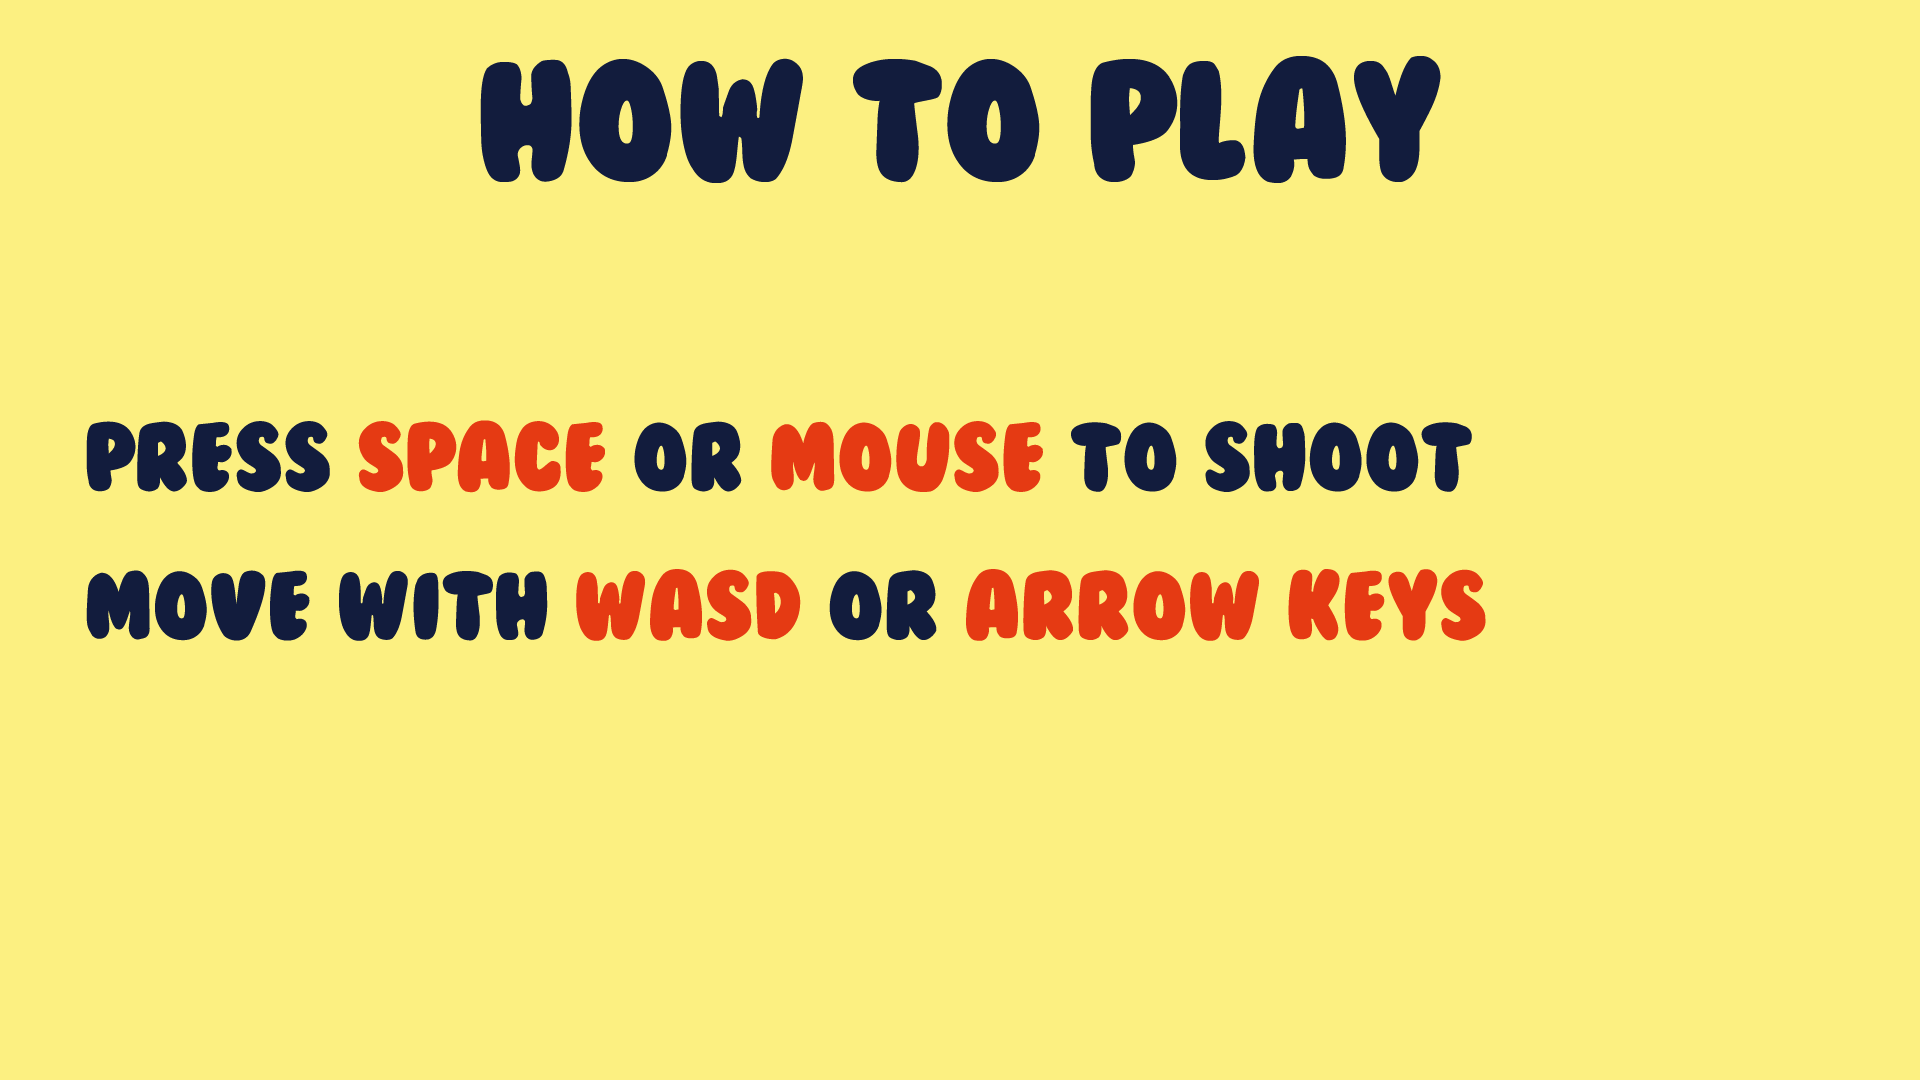 HOW TO PLAY
PRESS SPACE OR MOUSE TO SHOOT
MOVE WITH WASD OR ARROW KEYS